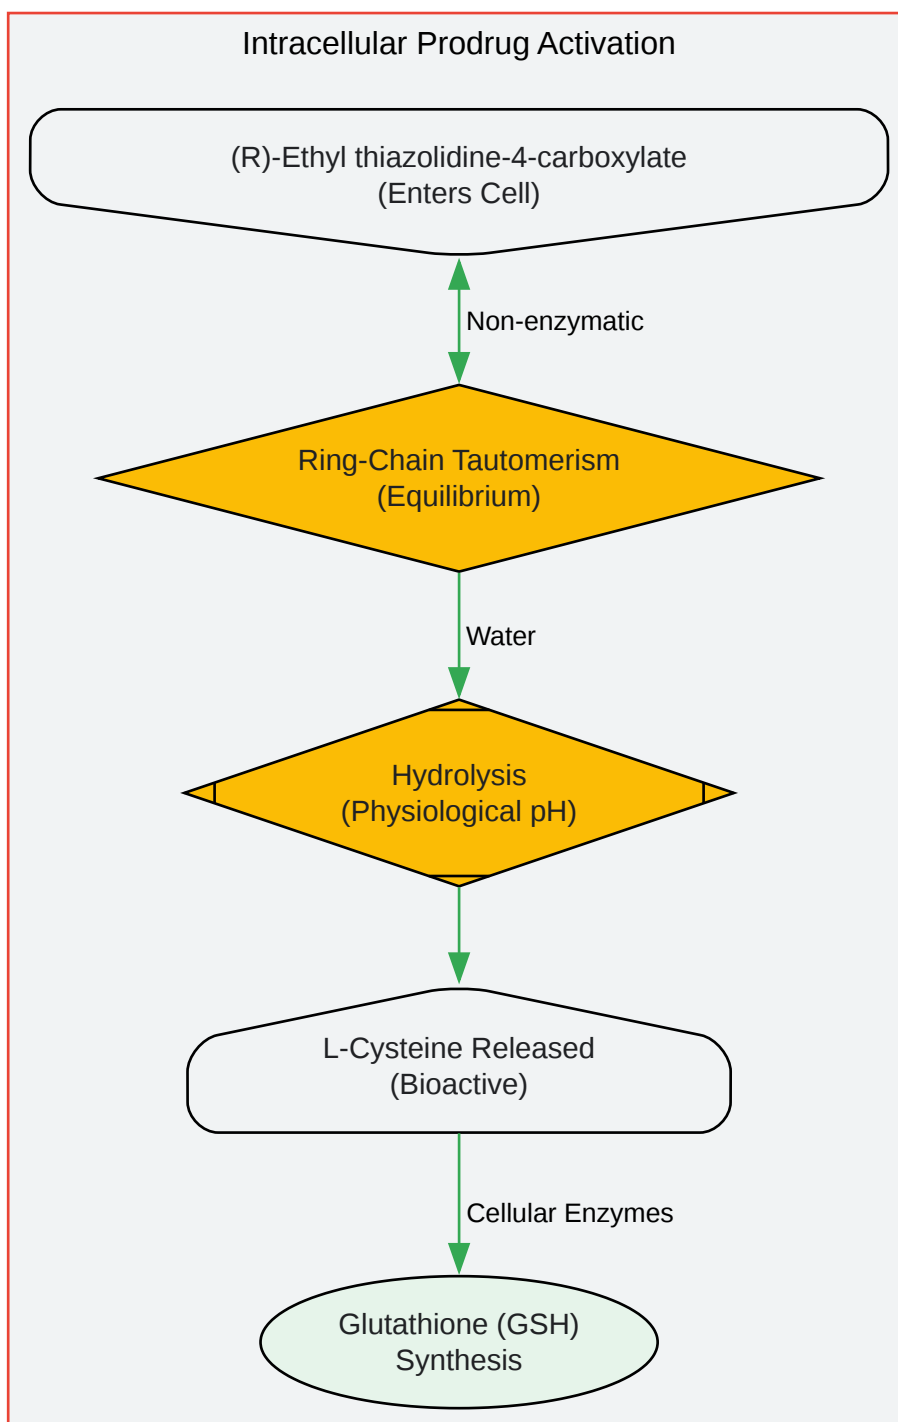 Intracellular Prodrug Activation
(R)-Ethyl thiazolidine-4-carboxylate
(Enters Cell)
Non-enzymatic
Ring-Chain Tautomerism
(Equilibrium)
Water
Hydrolysis
(Physiological pH)
L-Cysteine Released
(Bioactive)
Cellular Enzymes
Glutathione (GSH)
Synthesis